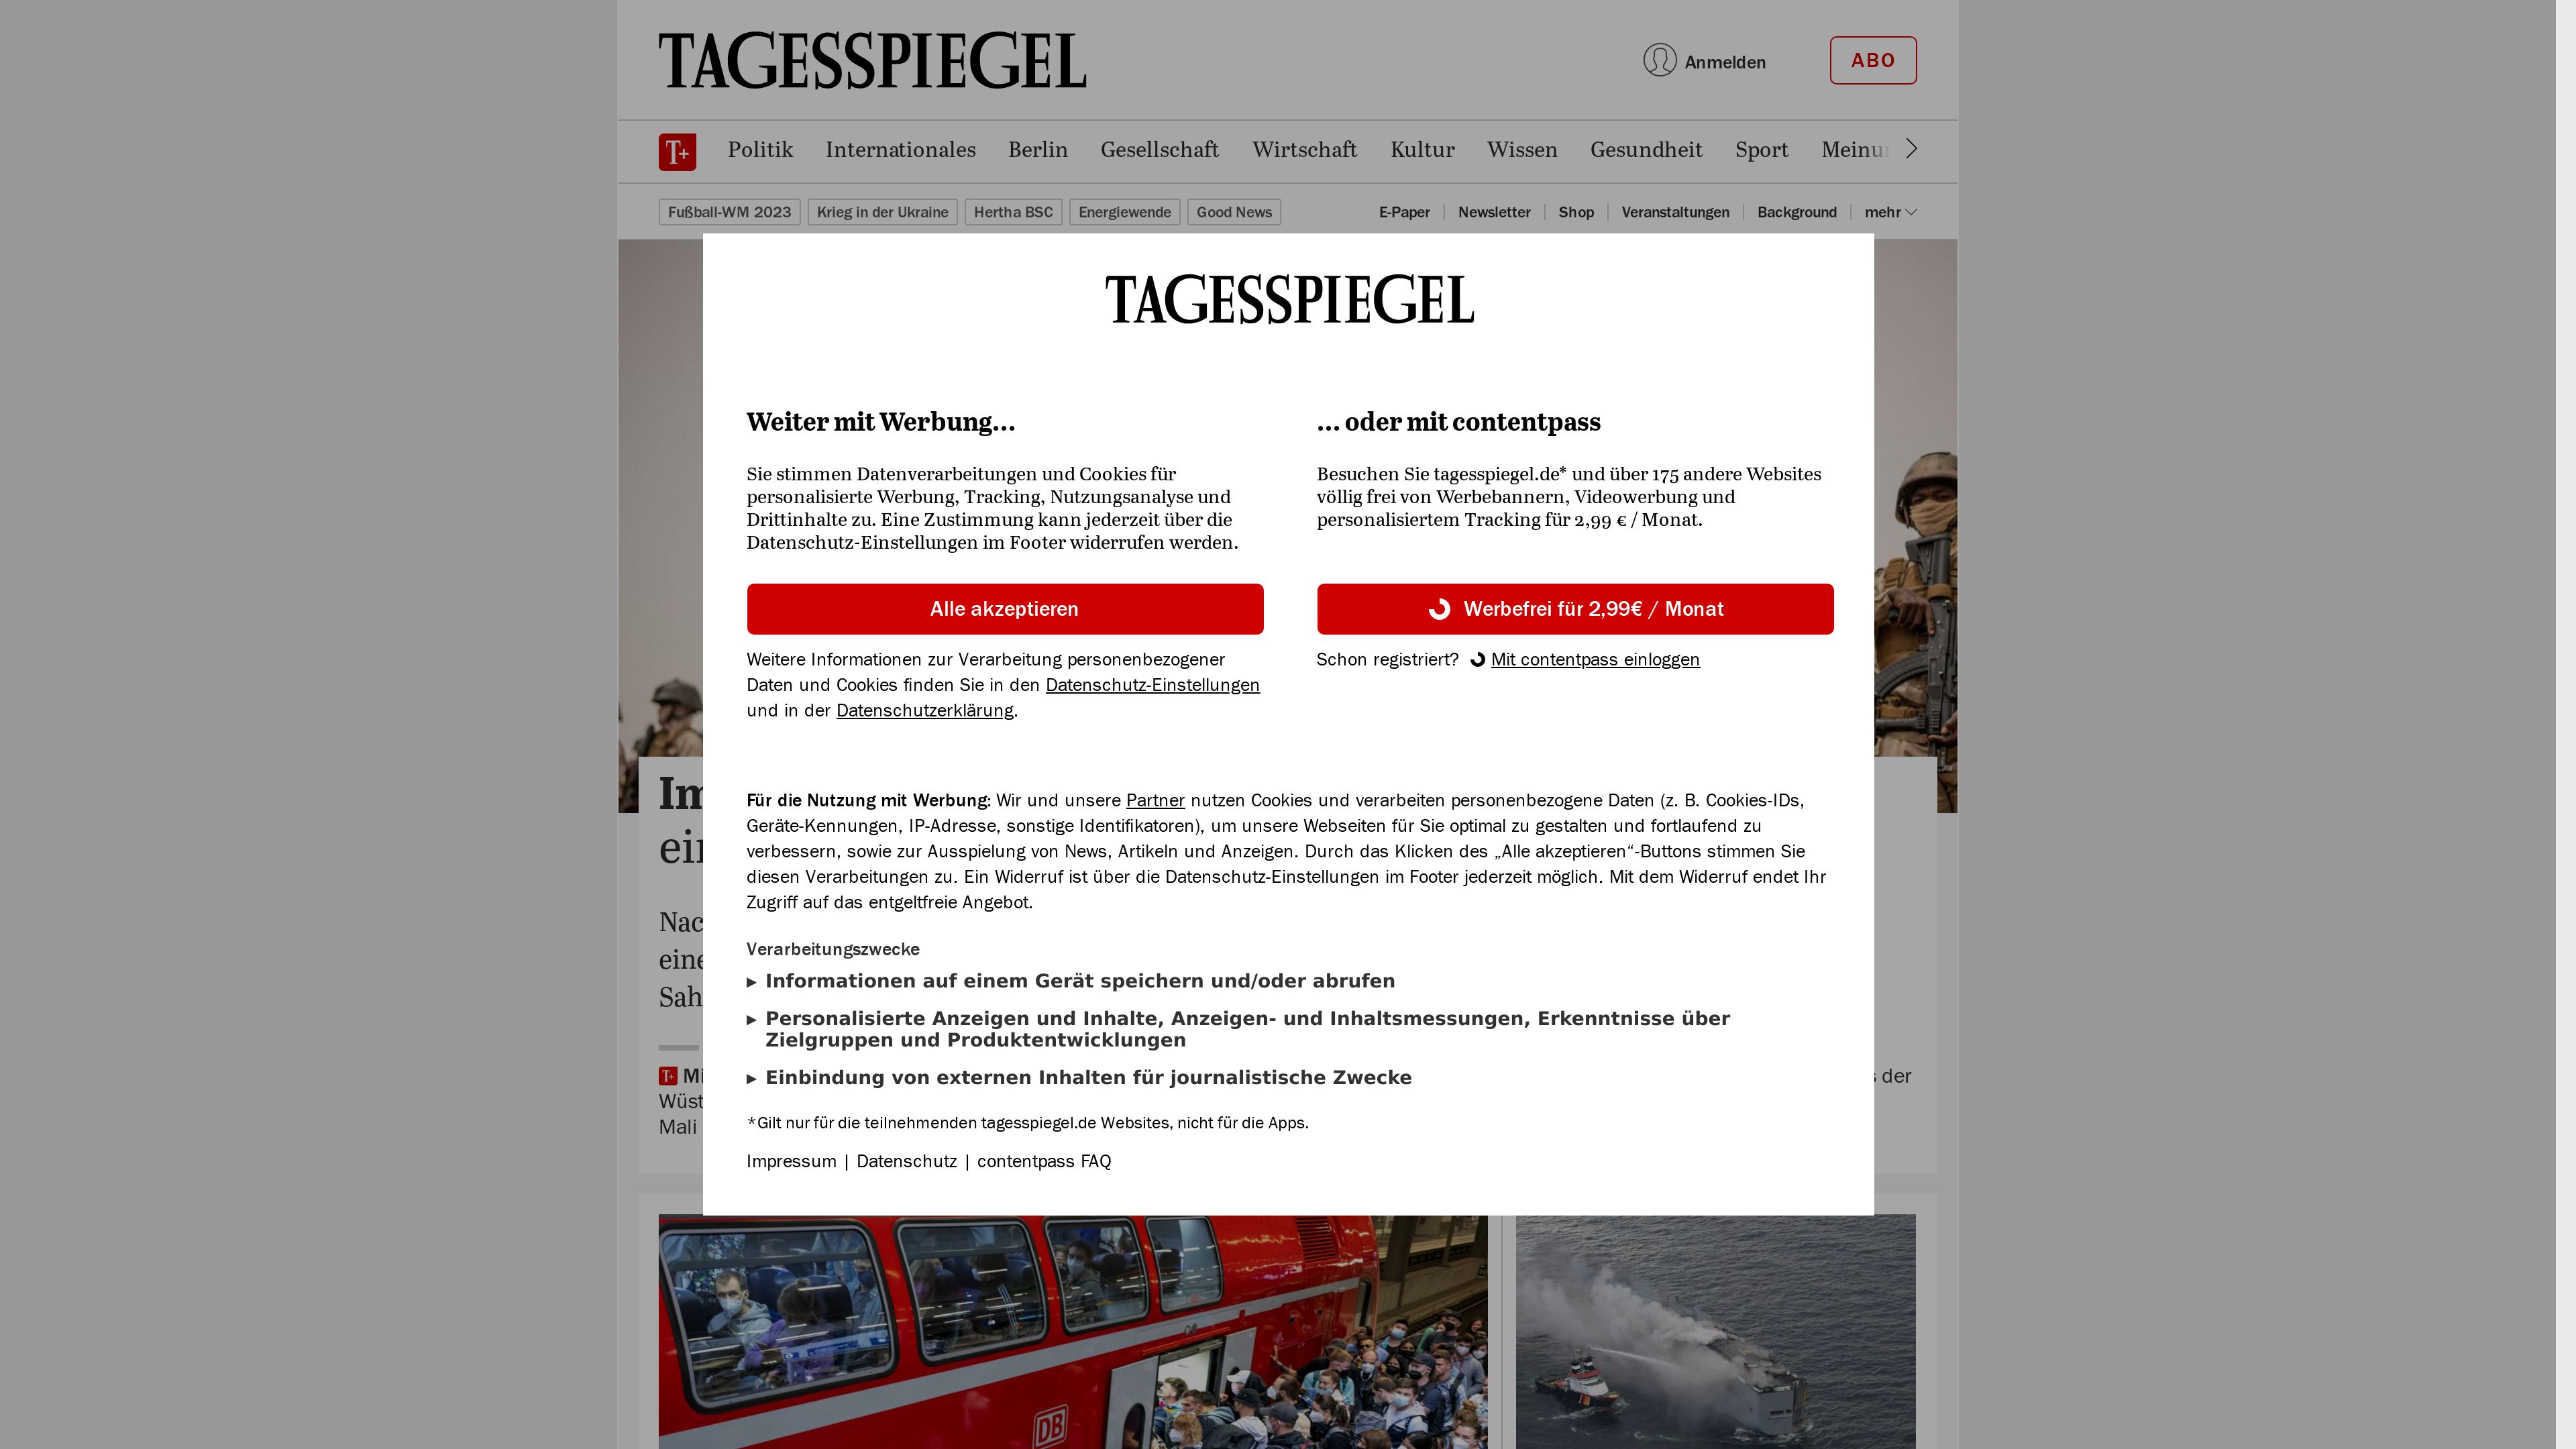 TAGESSPIEGEL
Anmelden
ABO
T+
Politik
Internationales
Berlin
Gesellschaft
Wirtschaft
Kultur
Wissen
Gesundheit
Sport
Meinu
Fußball-WM 2023
Krieg in der Ukraine
Hertha BSC
Energiewende
Good News
E-Paper
Newsletter
Shop
Veranstaltungen
Background
mehr
TAGESSPIEGEL
Weiter mit Werbung...
Sie stimmen Datenverarbeitungen und Cookies für
personalisierte Werbung, Tracking, Nutzungsanalyse und
Drittinhalte zu. Eine Zustimmung kann jederzeit über die
Datenschutz-Einstellungen im Footer widerrufen werden.
Alle akzeptieren
Weitere Informationen zur Verarbeitung personenbezogener
Daten und Cookies finden Sie in den Datenschutz-Einstellungen
und in der Datenschutzerklärung.
... oder mit contentpass
Besuchen Sie tagesspiegel.de* und über 175 andere Websites
völlig frei von Werbebannern, Videowerbung und
personalisiertem Tracking für 2,99 € / Monat.
Werbefrei für 2,99€ / Monat
Schon registriert? Mit contentpass einloggen
Für die Nutzung mit Werbung: Wir und unsere Partner nutzen Cookies und verarbeiten personenbezogene Daten (z. B. Cookies-IDs,
Geräte-Kennungen, IP-Adresse, sonstige Identifikatoren), um unsere Webseiten für Sie optimal zu gestalten und fortlaufend zu
verbessern, sowie zur Ausspielung von News, Artikeln und Anzeigen. Durch das Klicken des „Alle akzeptieren“-Buttons stimmen Sie
diesen Verarbeitungen zu. Ein Widerruf ist über die Datenschutz-Einstellungen im Footer jederzeit möglich. Mit dem Widerruf endet Ihr
Zugriff auf das entgeltfreie Angebot.
Verarbeitungszwecke
▸ Informationen auf einem Gerät speichern und/oder abrufen
▸ Personalisierte Anzeigen und Inhalte, Anzeigen- und Inhaltsmessungen, Erkenntnisse über
Zielgruppen und Produktentwicklungen
▸ Einbindung von externen Inhalten für journalistische Zwecke
*Gilt nur für die teilnehmenden tagesspiegel.de Websites, nicht für die Apps.
Impressum | Datenschutz | contentpass FAQ
Im
ein
Nac
eine
Sah
T+ Mi
der
Wüst
Mali
DB